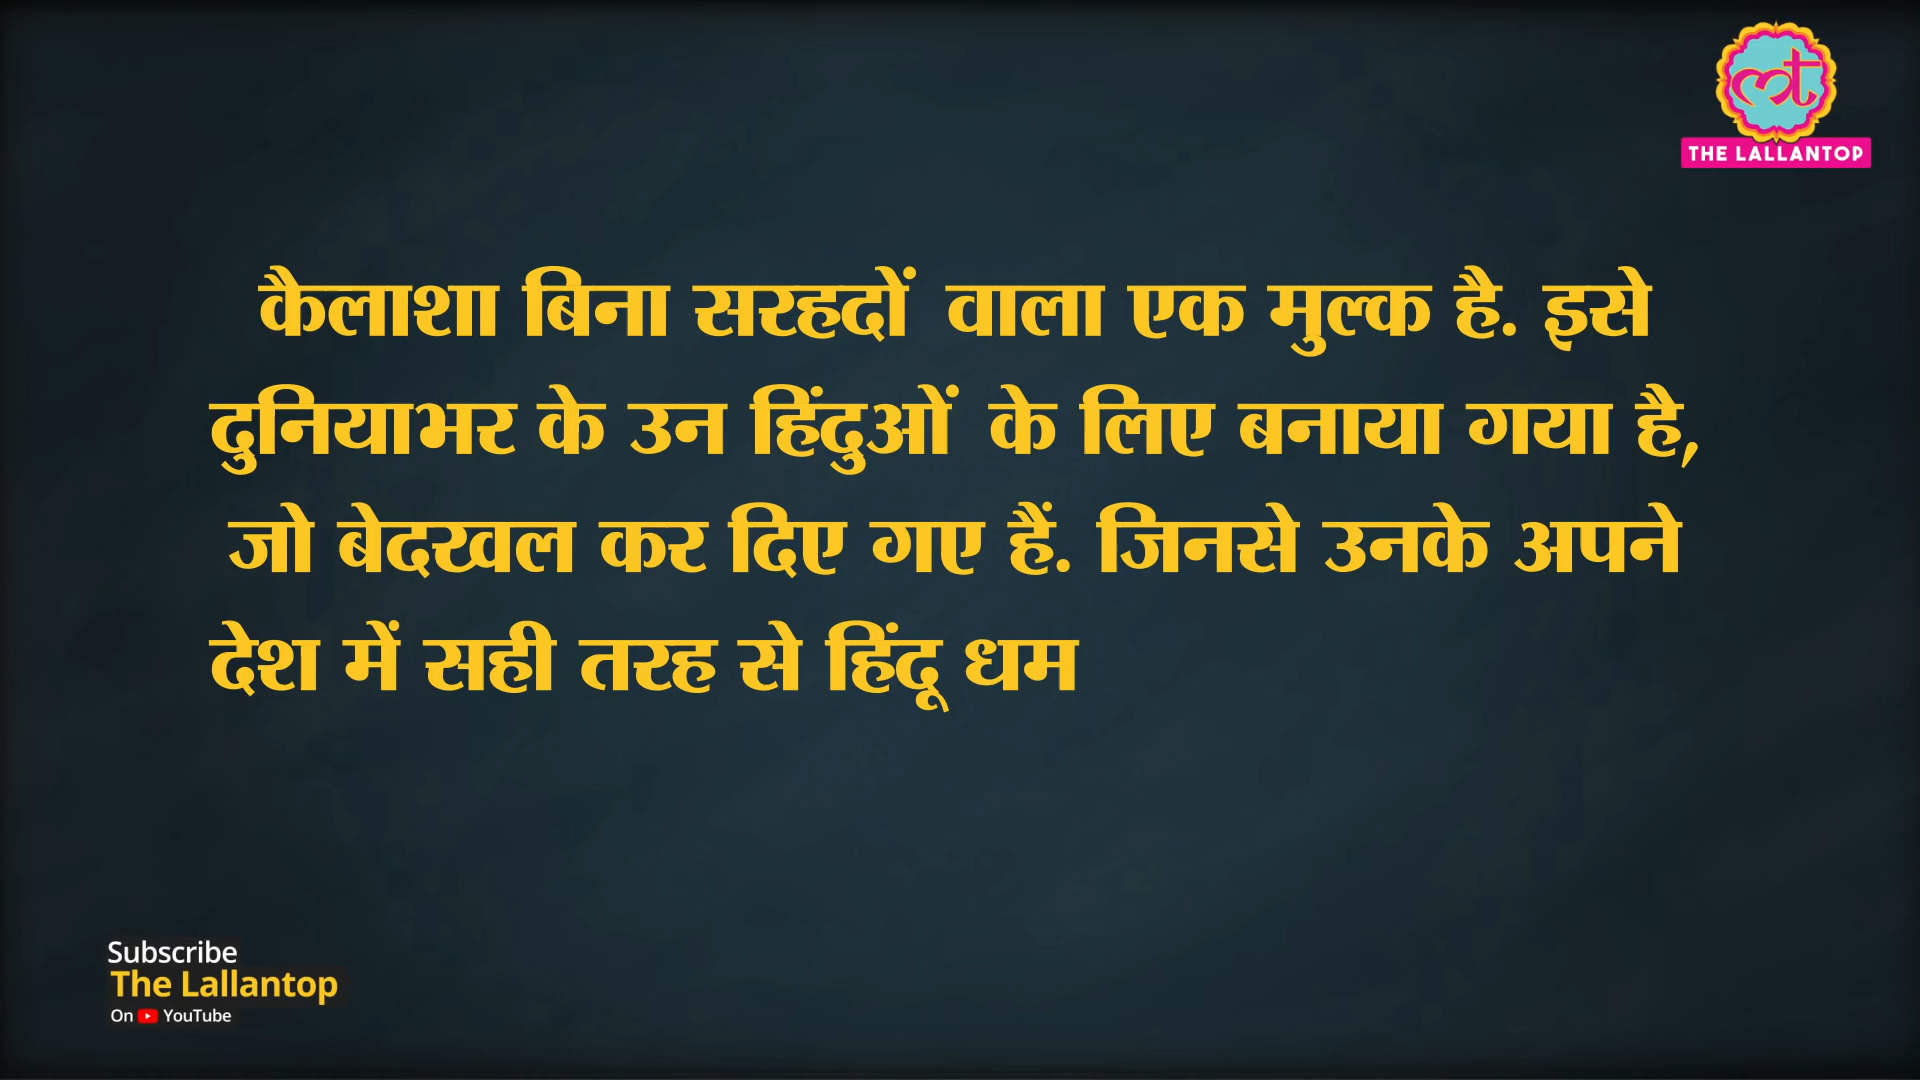 THE LALLANTOP
कैलाशा बिना सरहदों वाला एक मुल्क है. इसे
दुनियाभर के उन हिंदुओं के लिए बनाया गया है,
जो बेदखल कर दिए गए हैं. जिनसे उनके अपने
देश में सही तरह से हिंदू धम
Subscribe
The Lallantop
On YouTube